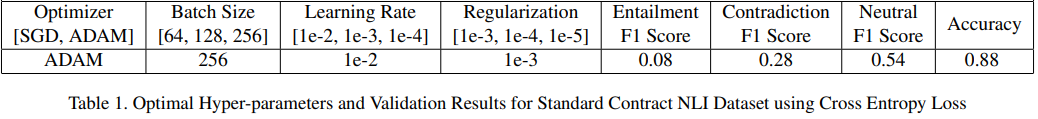 Optimizer Batch Size Learning Rate Regularization Entailment Contradiction Neutral Accuracy
[SGD, ADAM] [64, 128, 256] [1e-2, 1e-3, 1e-4] [1e-3, 1e-4, 1e-5] F1 Score F1 Score F1 Score
ADAM 256 1e-2 1e-3 0.08 0.28 0.54 0.88
Table 1. Optimal Hyper-parameters and Validation Results for Standard Contract NLI Dataset using Cross Entropy Loss